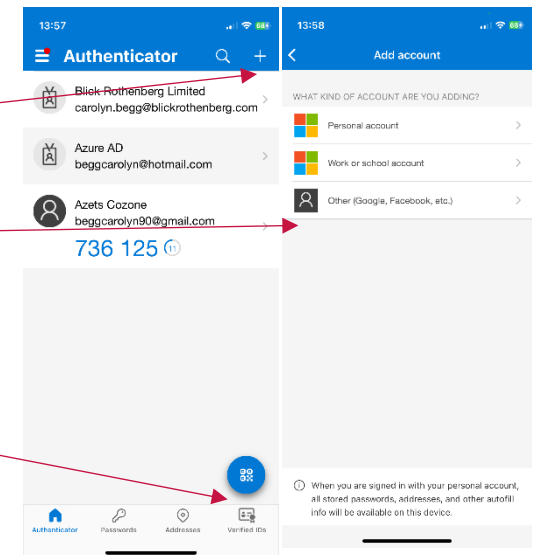 13:57
68
Authenticator
Blick Rothenberg Limited
carolyn.begg@blickrothenberg.com
Azure AD
beggcarolyn@hotmail.com
Azets Cozone
beggcarolyn90@gmail.com
736 125
11
Authenticator
Passwords
Addresses
Verified IDs
13:58
68
Add account
WHAT KIND OF ACCOUNT ARE YOU ADDING?
Personal account
Work or school account
Other (Google, Facebook, etc.)
When you are signed in with your personal account,
all stored passwords, addresses, and other autofill
info will be available on this device.